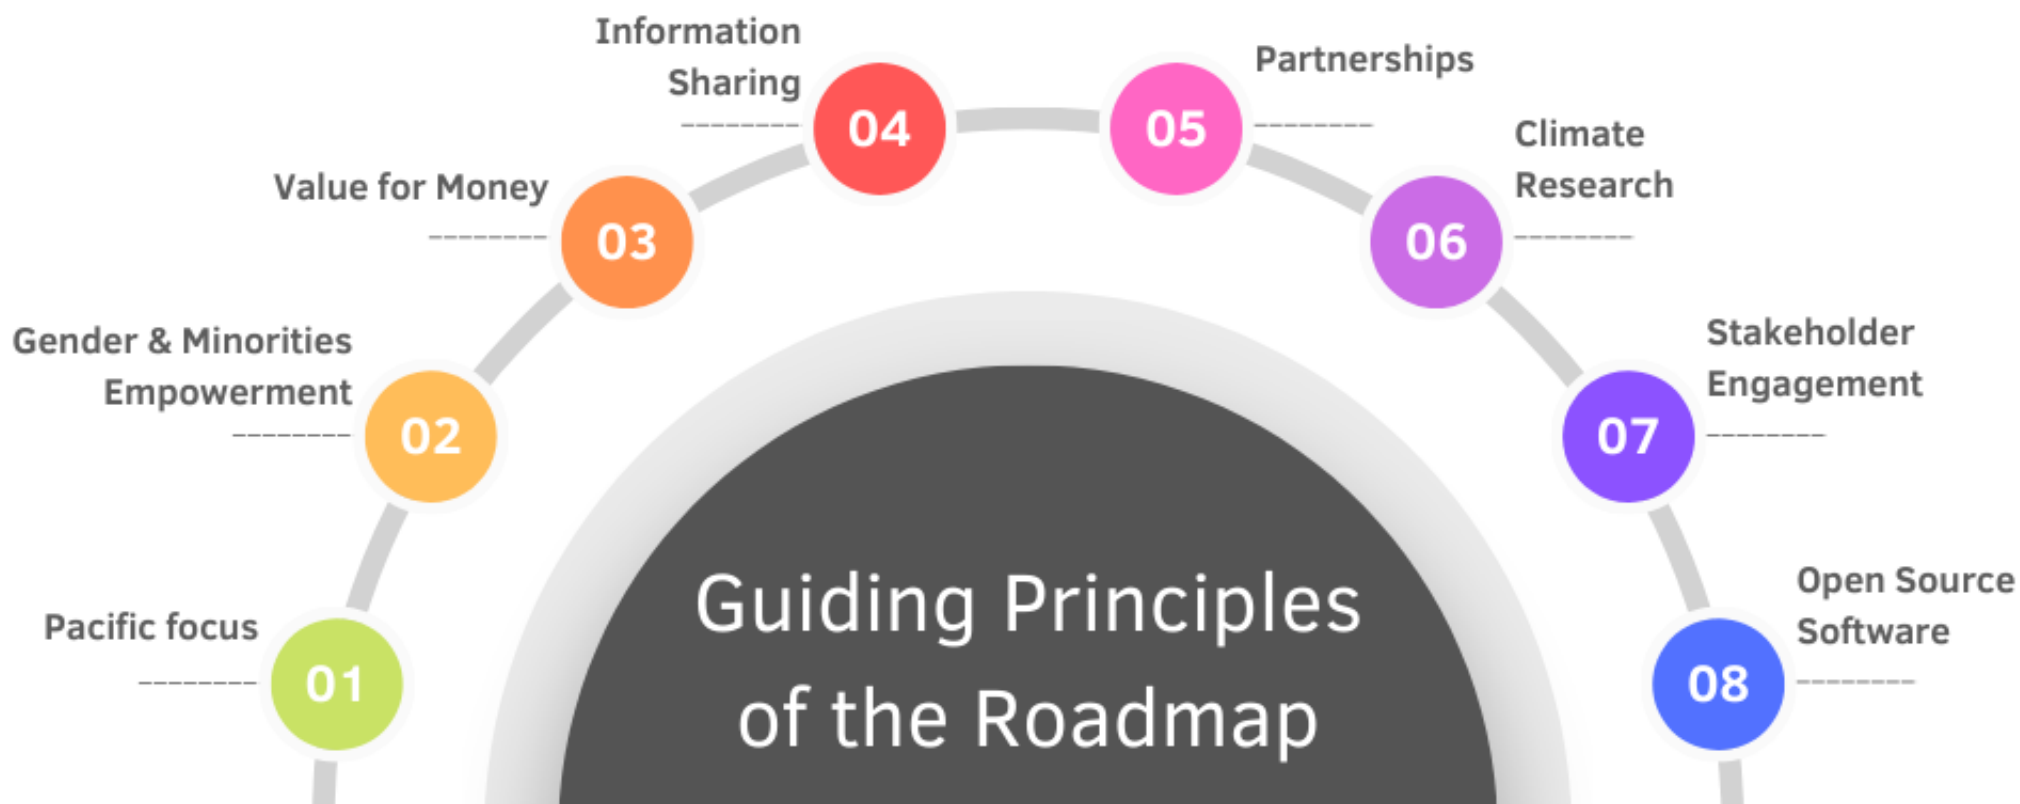 Information
Sharing
04
Partnerships
05
Climate
Research
06
Value for Money
03
Stakeholder
Engagement
07
Gender & Minorities
Empowerment
02
Open Source
Software
08
Pacific focus
01
Guiding Principles
of the Roadmap